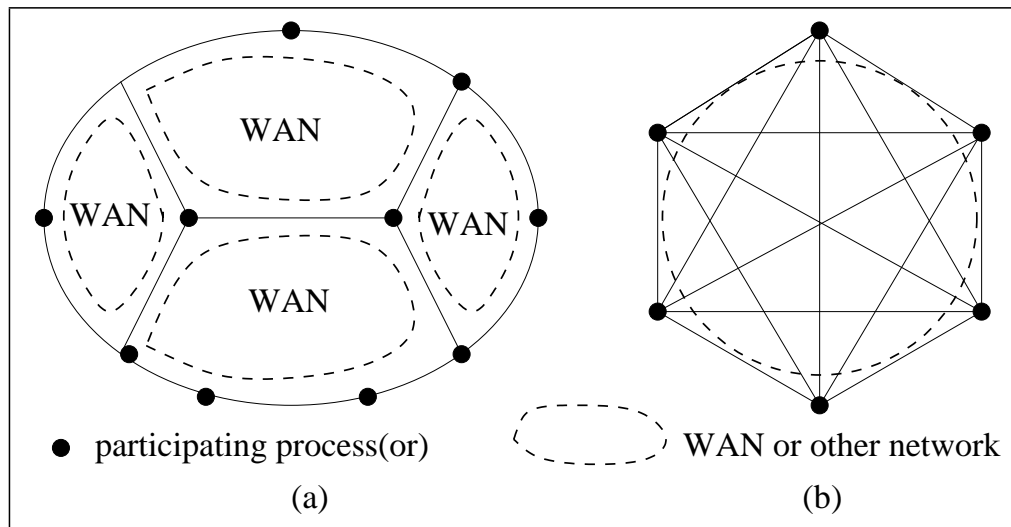 WAN
WAN
WAN
WAN
participating process(or)
WAN or other network
(a)
(b)